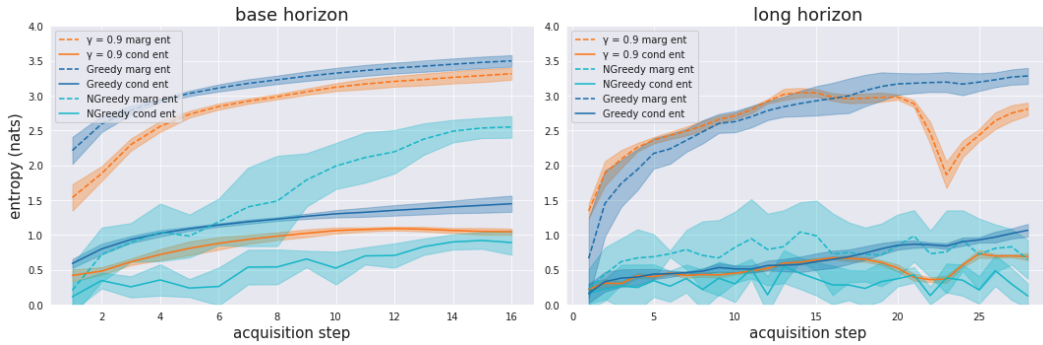 base horizon
γ = 0.9 marg ent
γ = 0.9 cond ent
Greedy marg ent
Greedy cond ent
NGreedy marg ent
NGreedy cond ent
entropy (nats)
4.0
3.5
3.0
2.5
2.0
1.5
1.0
0.5
0.0
2 4 6 8 10 12 14 16
acquisition step
long horizon
γ = 0.9 marg ent
γ = 0.9 cond ent
NGreedy marg ent
NGreedy cond ent
Greedy marg ent
Greedy cond ent
4.0
3.5
3.0
2.5
2.0
1.5
1.0
0.5
0.0
5 10 15 20 25
acquisition step